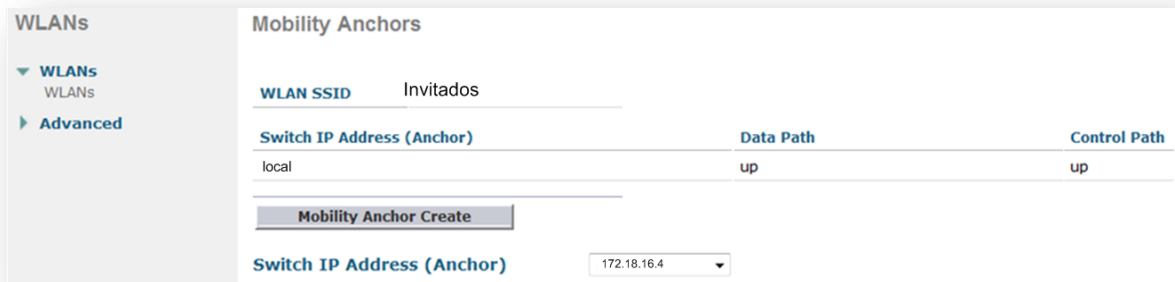 WLANs
WLANs
WLANs
Advanced
Mobility Anchors
WLAN SSID Invitados
Switch IP Address (Anchor) Data Path Control Path
local up up
Mobility Anchor Create
Switch IP Address (Anchor) 172.18.16.4